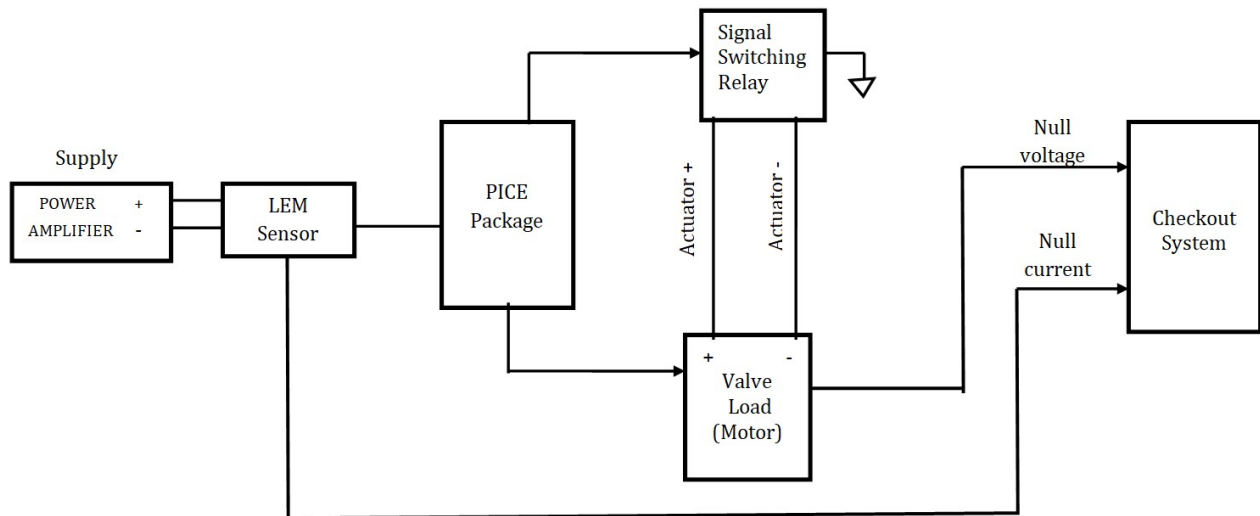 Supply
POWER +
AMPLIFIER -
LEM
Sensor
PICE
Package
Signal
Switching
Relay
Actuator +
Actuator -
+ -
Valve
Load
(Motor)
Null
voltage
Null
current
Checkout
System